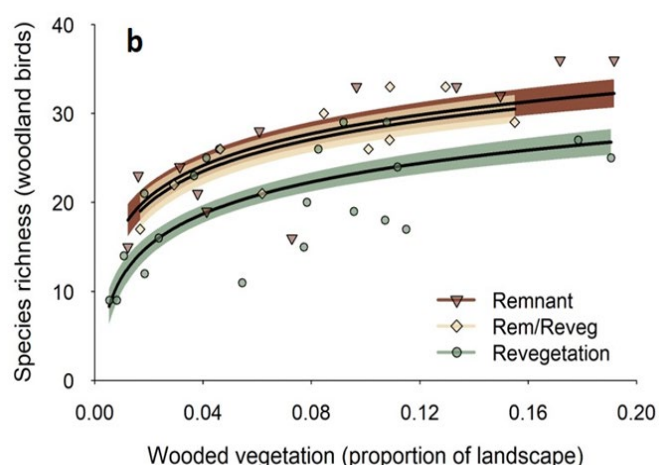 b
40
30
20
10
0
Species richness (woodland birds)
Remnant
Rem/Reveg
Revegetation
0.00 0.04 0.08 0.12 0.16 0.20
Wooded vegetation (proportion of landscape)